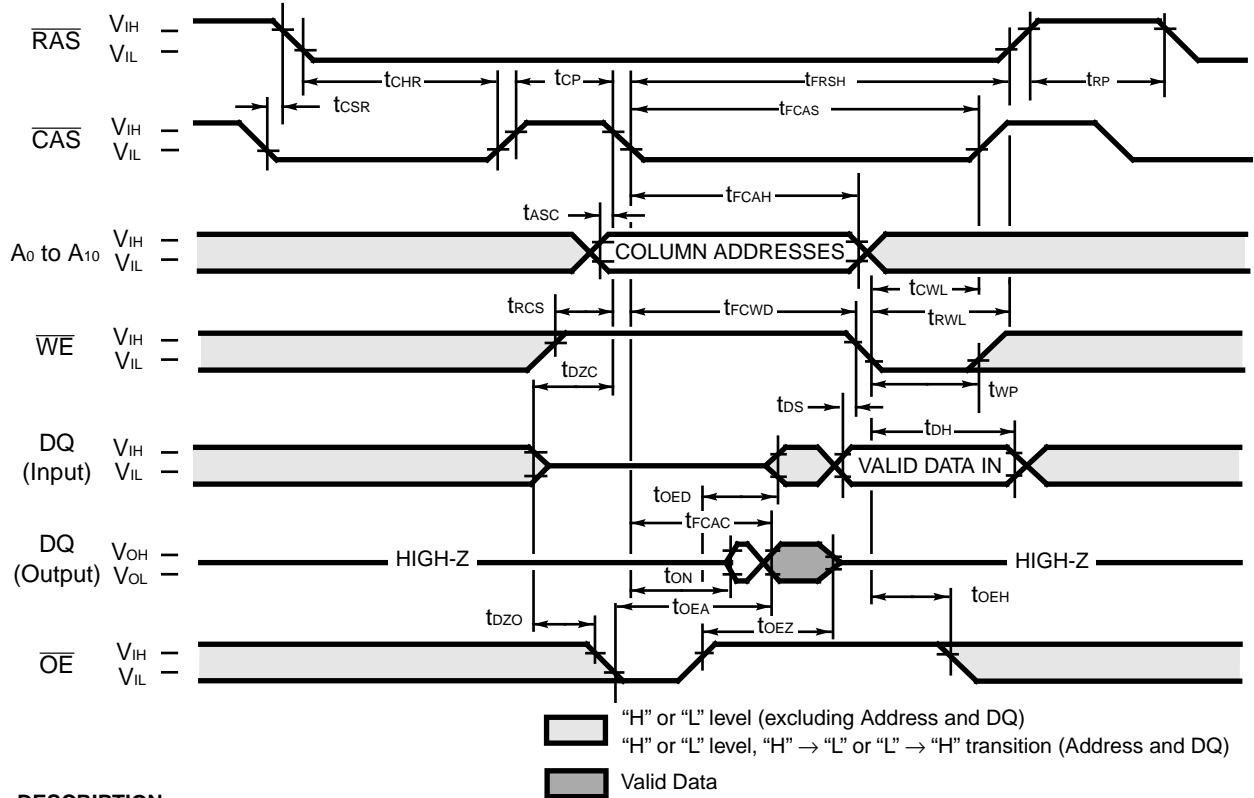 RAS VIH
VIL
tCHR tCP tFRSH tRP
tCSR tFCAS
CAS VIH
VIL
tFCAH
tASC
A0 to A10 VIH
VIL
COLUMN ADDRESSES
tCWL
tRCS tFCWD tRWL
WE VIH
VIL
tDZC tWP
tDS tDH
DQ
(Input) VIH
VIL
VALID DATA IN
tOED
tFCAC
DQ
(Output) VOH
VOL
HIGH-Z HIGH-Z
tON
tOEA tOEH
tDZO tOEZ
OE VIH
VIL
“H” or “L” level (excluding Address and DQ)
“H” or “L” level, “H” → “L” or “L” → “H” transition (Address and DQ)
Valid Data